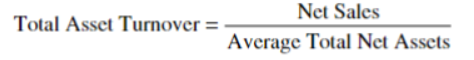 Total Asset Turnover = Net Sales
Average Total Net Assets